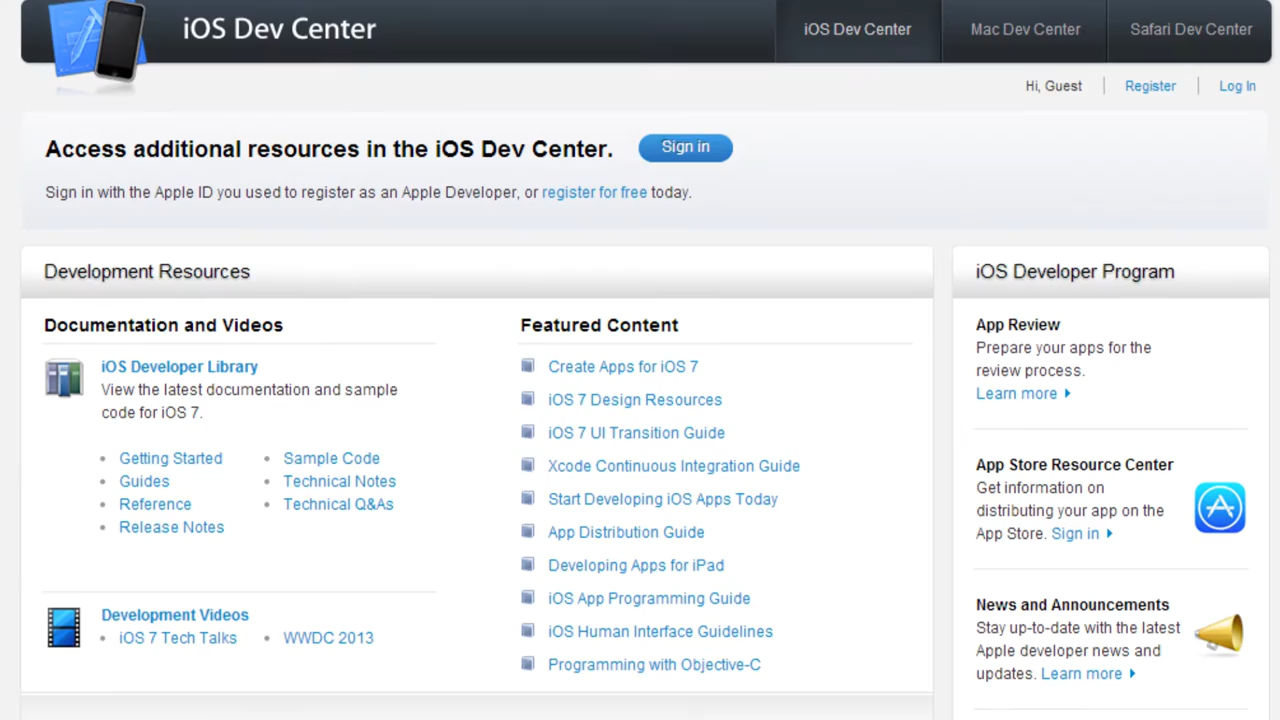 iOS Dev Center
iOS Dev Center
Mac Dev Center
Safari Dev Center
Hi, Guest
Register
Log In
Access additional resources in the iOS Dev Center.
Sign in
Sign in with the Apple ID you used to register as an Apple Developer, or register for free today.
Development Resources
Documentation and Videos
iOS Developer Library
View the latest documentation and sample
code for iOS 7.
Getting Started
Guides
Reference
Release Notes
Sample Code
Technical Notes
Technical Q&As
Development Videos
iOS 7 Tech Talks
WWDC 2013
Featured Content
Create Apps for iOS 7
iOS 7 Design Resources
iOS 7 UI Transition Guide
Xcode Continuous Integration Guide
Start Developing iOS Apps Today
App Distribution Guide
Developing Apps for iPad
iOS App Programming Guide
iOS Human Interface Guidelines
Programming with Objective-C
iOS Developer Program
App Review
Prepare your apps for the
review process.
Learn more
App Store Resource Center
Get information on
distributing your app on the
App Store. Sign in
News and Announcements
Stay up-to-date with the latest
Apple developer news and
updates. Learn more